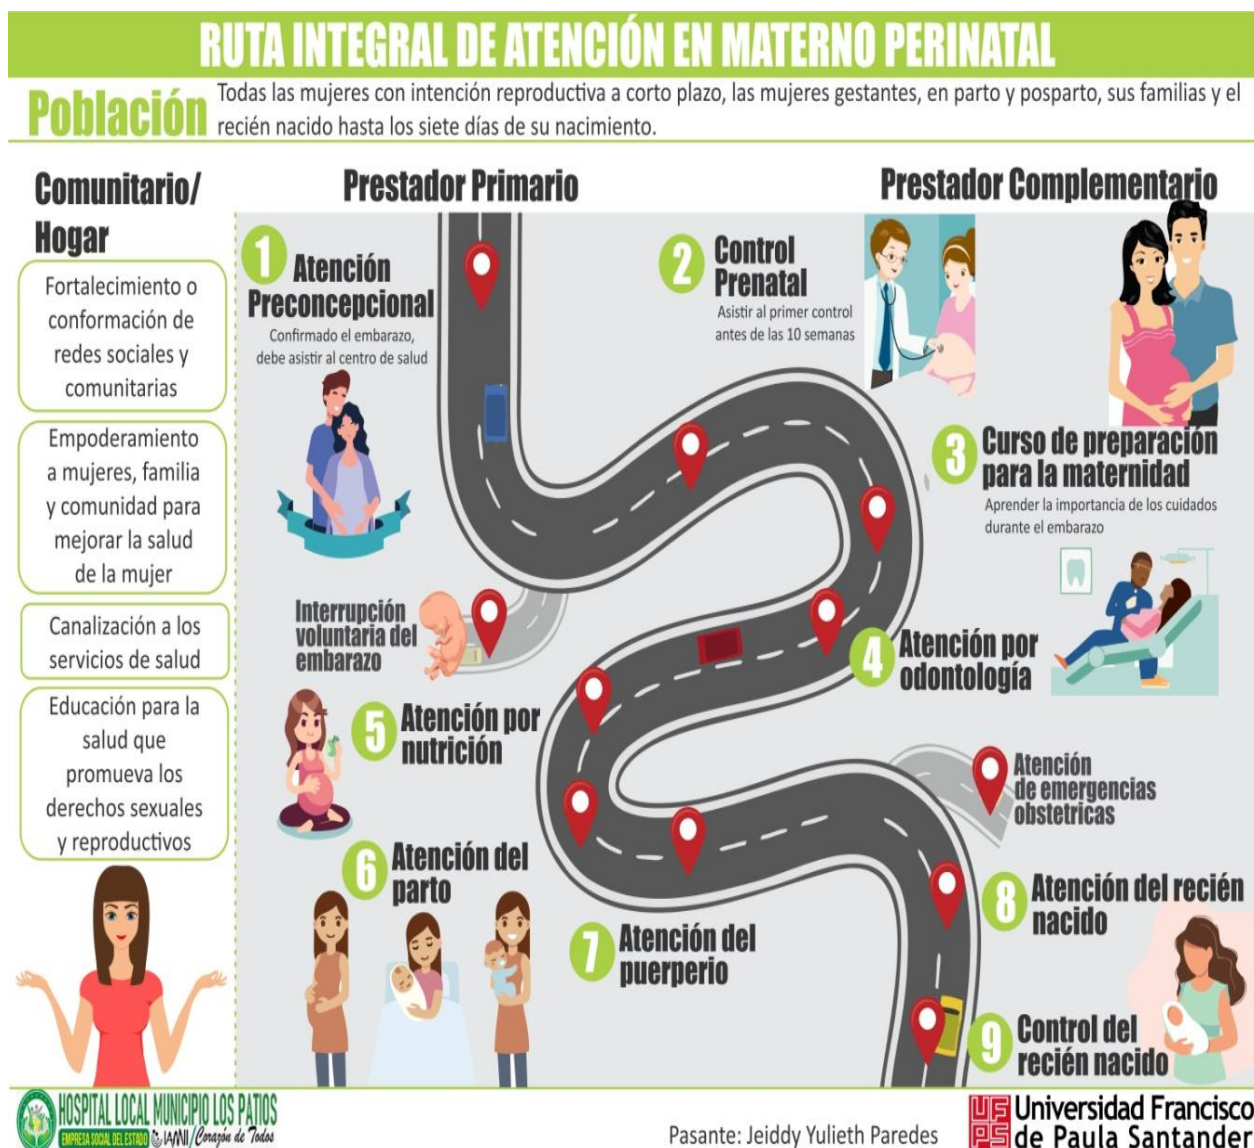 RUTA INTEGRAL DE ATENCIÓN EN MATERNO PERINATAL
Población
Todas las mujeres con intención reproductiva a corto plazo, las mujeres gestantes, en parto y posparto, sus familias y el
recién nacido hasta los siete días de su nacimiento.
Comunitario/
Hogar
Fortalecimiento o
conformación de
redes sociales y
comunitarias
Empoderamiento
a mujeres, familia
y comunidad para
mejorar la salud
de la mujer
Canalización a los
servicios de salud
Educación para la
salud que
promueva los
derechos sexuales
y reproductivos
Prestador Primario
Prestador Complementario
1 Atención
Preconcepcional
Confirmado el embarazo,
debe asistir al centro de salud
2 Control
Prenatal
Asistir al primer control
antes de las 10 semanas
3 Curso de preparación
para la maternidad
Aprender la importancia de los cuidados
durante el embarazo
Interrupción
voluntaria del
embarazo
4 Atención por
odontología
5 Atención por
nutrición
Atención
de emergencias
obstetricas
6 Atención del
parto
7 Atención del
puerperio
8 Atención del recién
nacido
9 Control del
recién nacido
HOSPITAL LOCAL MUNICIPIO LOS PATIOS
EMPRESA SOCIAL DEL ESTADO IAMI / Corazón de Todos
Pasante: Jeiddy Yulieth Paredes
UFPS
Universidad Francisco
de Paula Santander